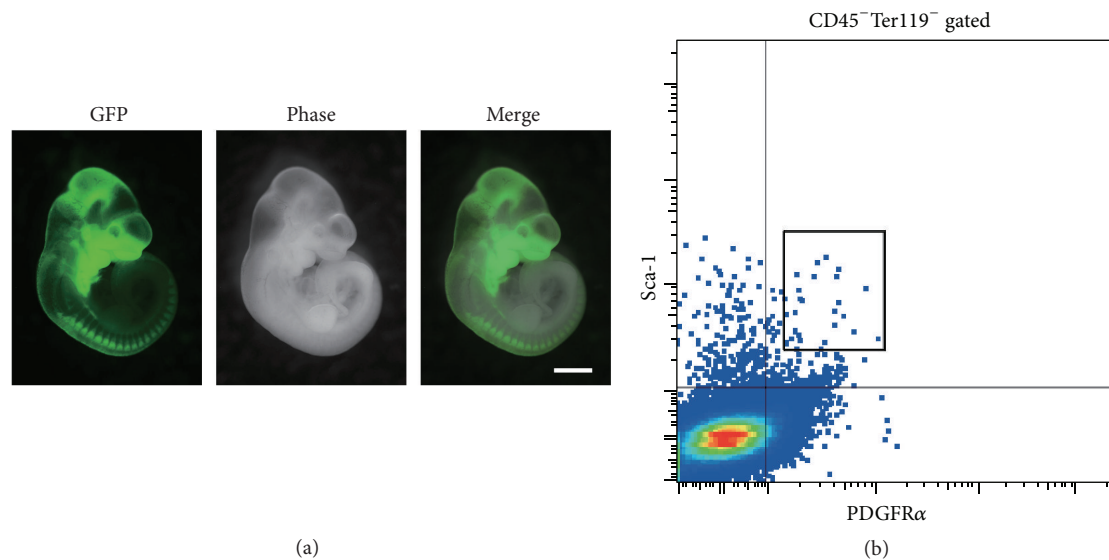 GFP
Phase
Merge
(a)
CD45⁻Ter119⁻ gated
Sca-1
PDGFRα
(b)